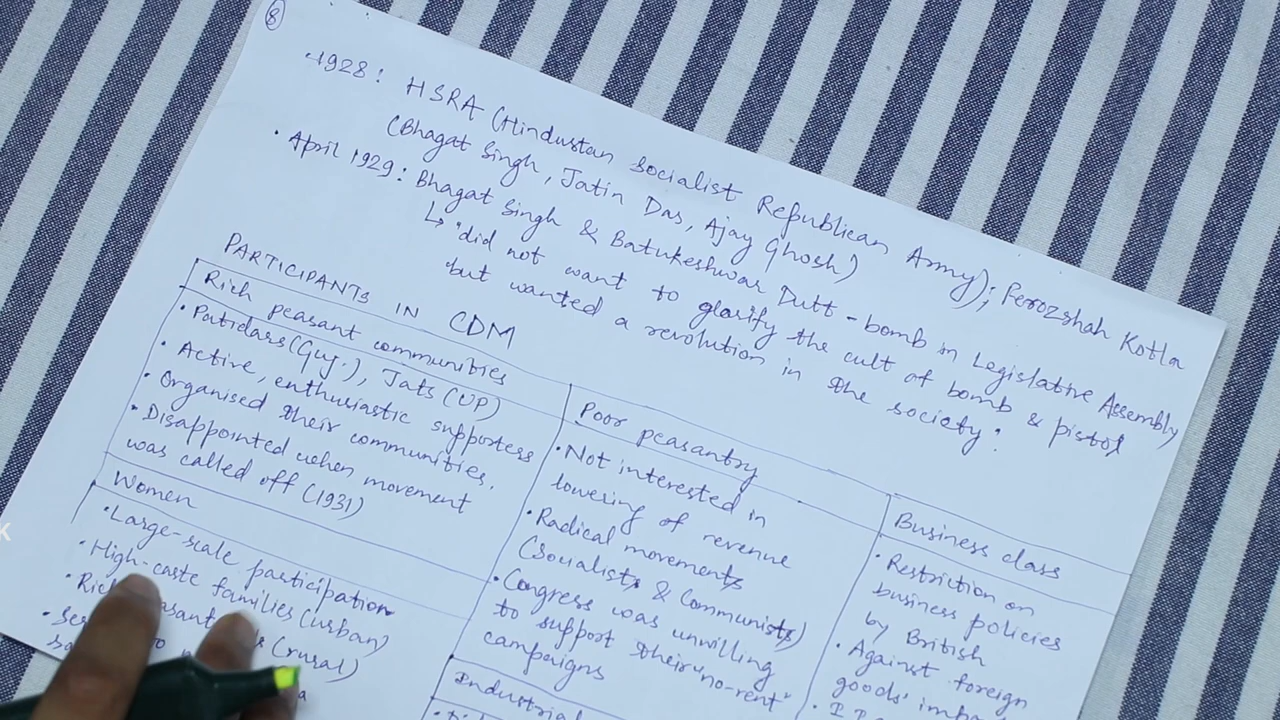 8
• 1928: HSRA (Hindustan Socialist Republican Army); Ferozshah Kotla
(Bhagat Singh, Jatin Das, Ajay Ghosh)
• April 1929: Bhagat Singh & Batukeshwar Dutt - bomb in Legislative Assembly
↳ "did not want to glorify the cult of bomb & pistol
but wanted a revolution in the society.
PARTICIPANTS IN CDM
Rich peasant communities
• Patidars (Guj.), Jats (UP)
• Active, enthusiastic supporters
• Organised their communities.
• Disappointed when movement
was called off (1931)
Poor peasantry
• Not interested in
lowering of revenue
• Radical movements
(Socialists & Communists)
• Congress was unwilling
to support their "no-rent"
campaigns
Business class
• Restriction on
business policies
by British
• Against foreign
goods'
Women
• Large-scale participation
• High-caste families (urban)
• (rural)
Industrial